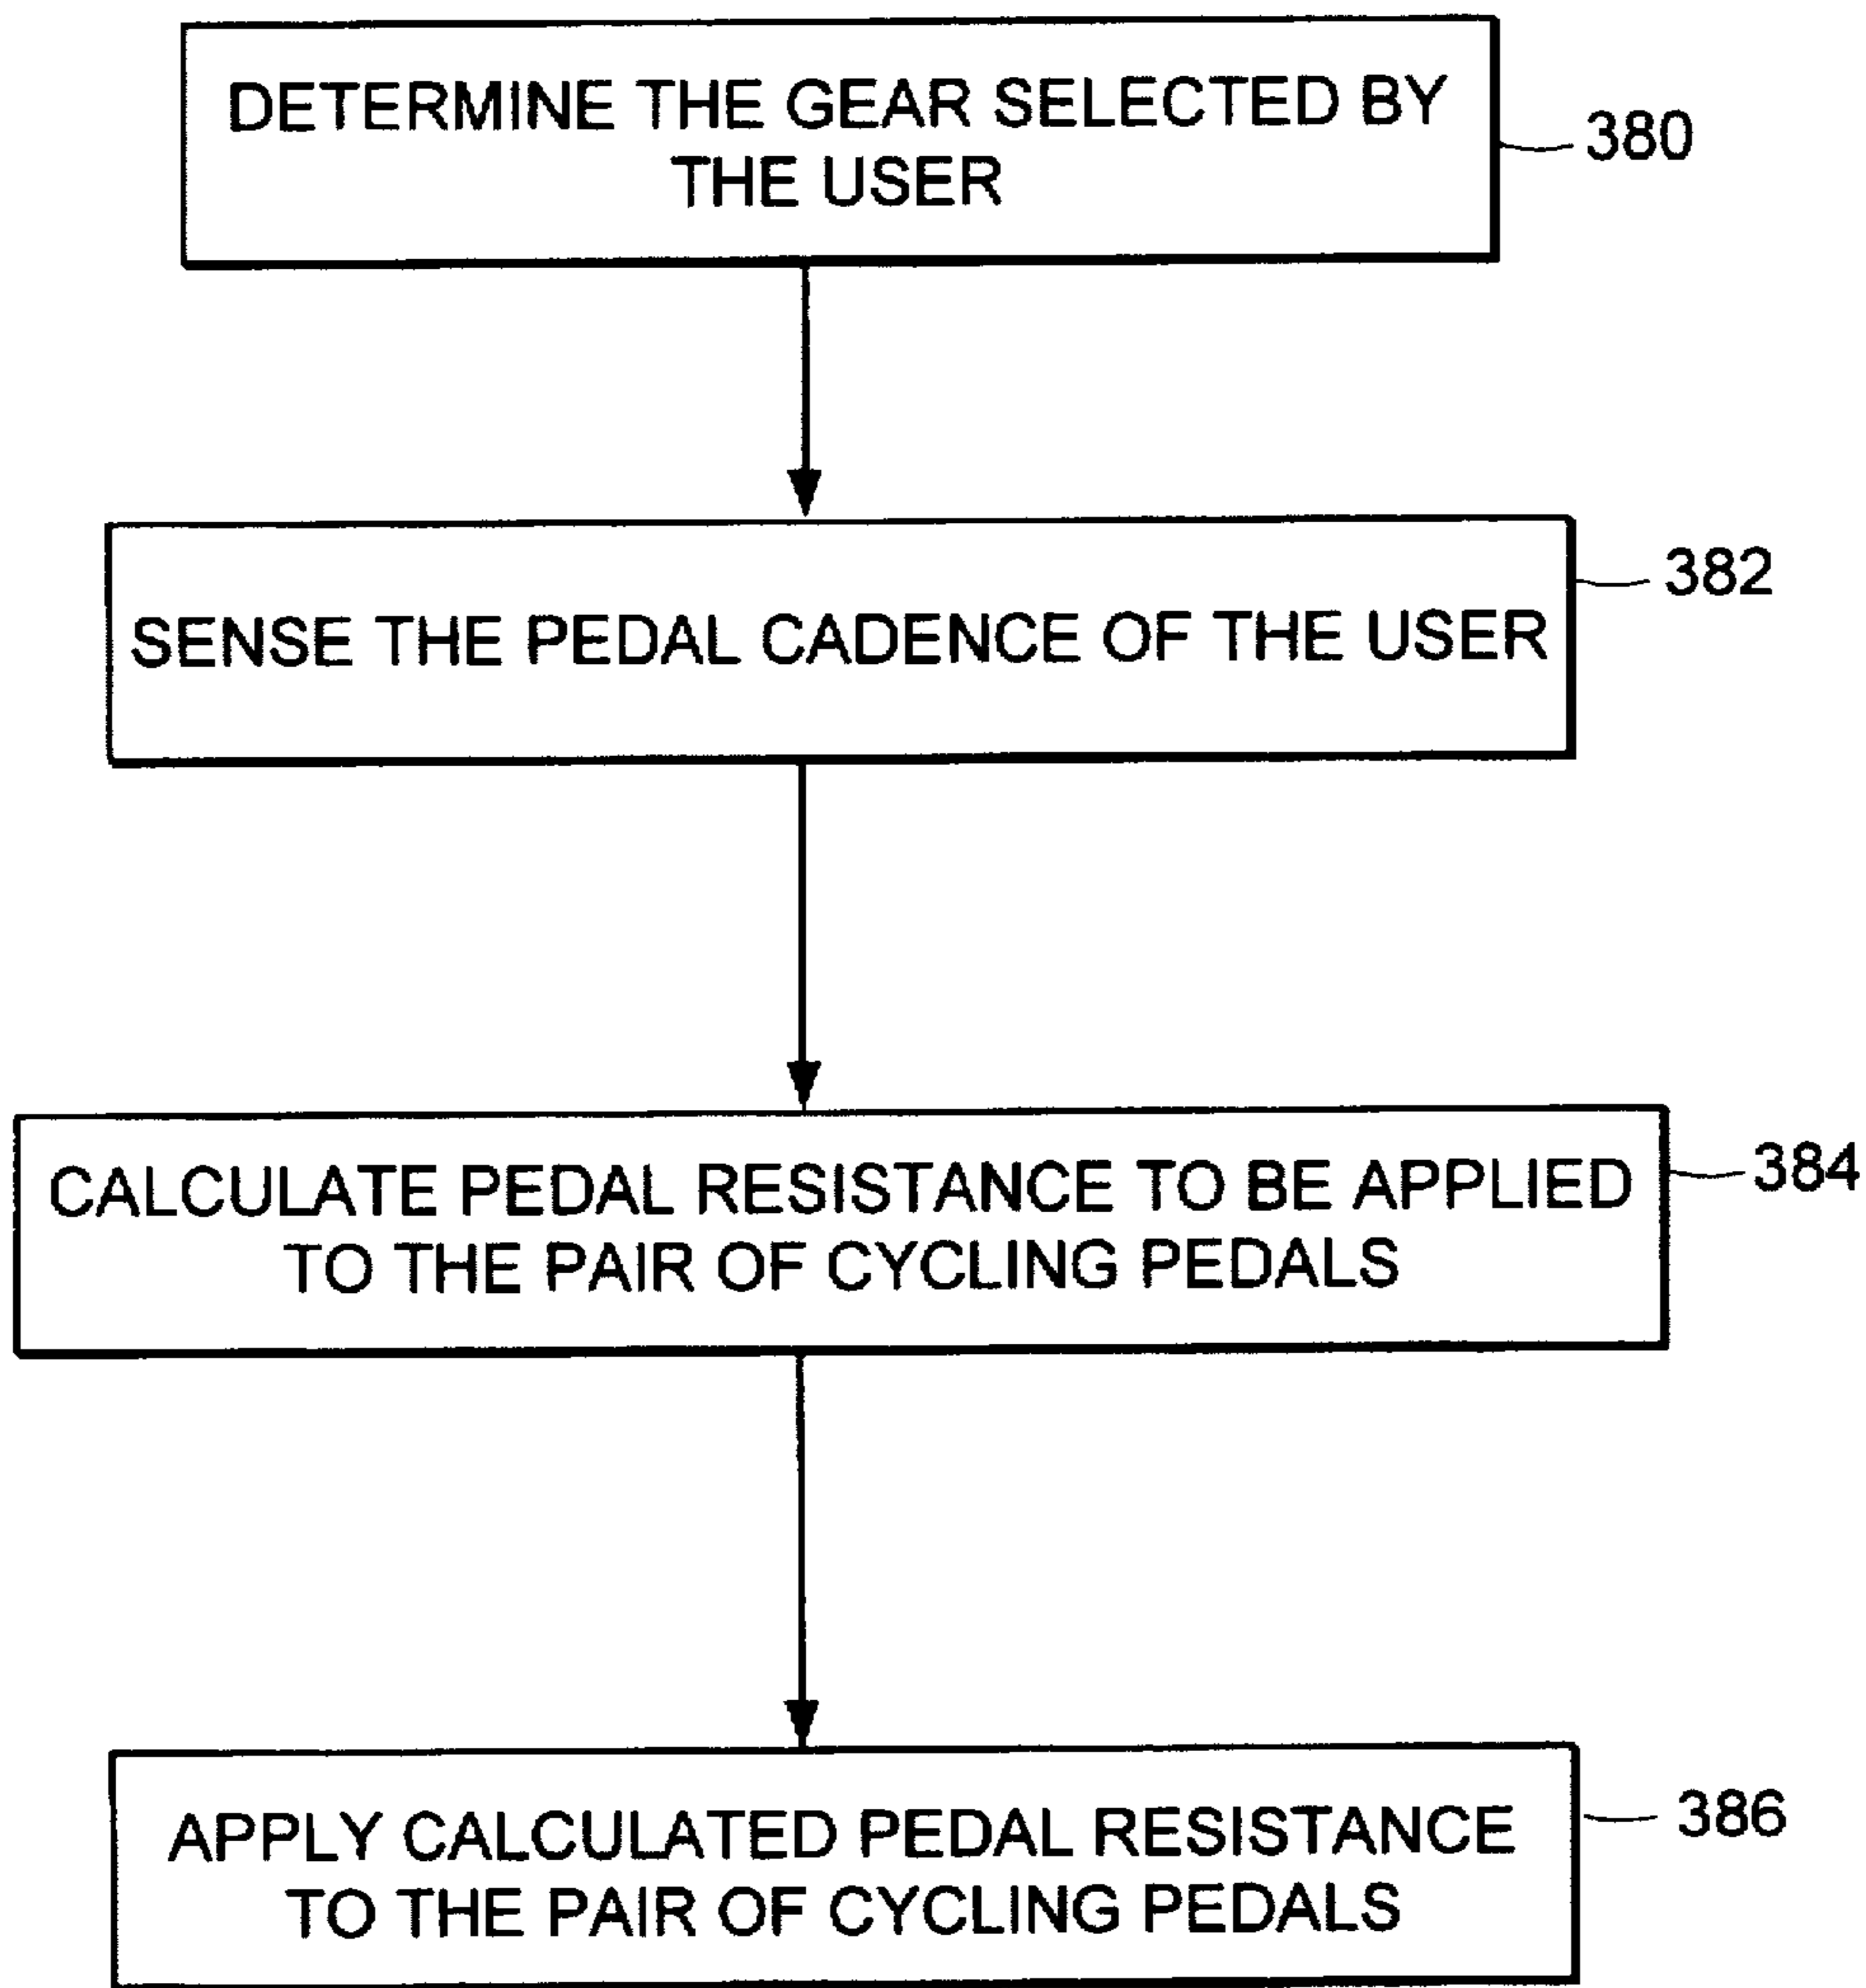 DETERMINE THE GEAR SELECTED BY
THE USER
380
SENSE THE PEDAL CADENCE OF THE USER
382
CALCULATE PEDAL RESISTANCE TO BE APPLIED
TO THE PAIR OF CYCLING PEDALS
384
APPLY CALCULATED PEDAL RESISTANCE
TO THE PAIR OF CYCLING PEDALS
386